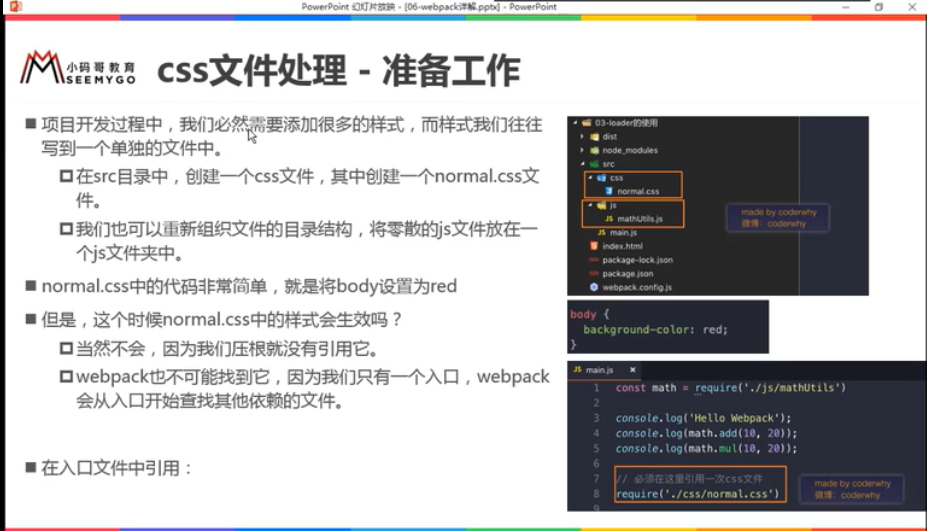 PowerPoint 幻灯片放映 - [06-webpack详解.pptx] - PowerPoint
小码哥教育
SEEMYGO
css文件处理 - 准备工作
项目开发过程中，我们必然需要添加很多的样式，而样式我们往往
写到一个单独的文件中。
在src目录中，创建一个css文件，其中创建一个normal.css文
件。
我们也可以重新组织文件的目录结构，将零散的js文件放在一
个js文件夹中。
normal.css中的代码非常简单，就是将body设置为red
但是，这个时候normal.css中的样式会生效吗？
当然不会，因为我们压根就没有引用它。
webpack也不可能找到它，因为我们只有一个入口，webpack
会从入口开始查找其他依赖的文件。
在入口文件中引用：
03-loader的使用
dist
node_modules
src
css
normal.css
js
JS mathUtils.js
JS main.js
index.html
package-lock.json
package.json
webpack.config.js
made by coderwhy
微博：coderwhy
body {
background-color: red;
}
JS main.js ×
1 const math = require('./js/mathUtils')
2
3 console.log('Hello Webpack');
4 console.log(math.add(10, 20));
5 console.log(math.mul(10, 20));
6
7 // 必须在这里引用一次css文件
8 require('./css/normal.css')
9
made by coderwhy
微博：coderwhy